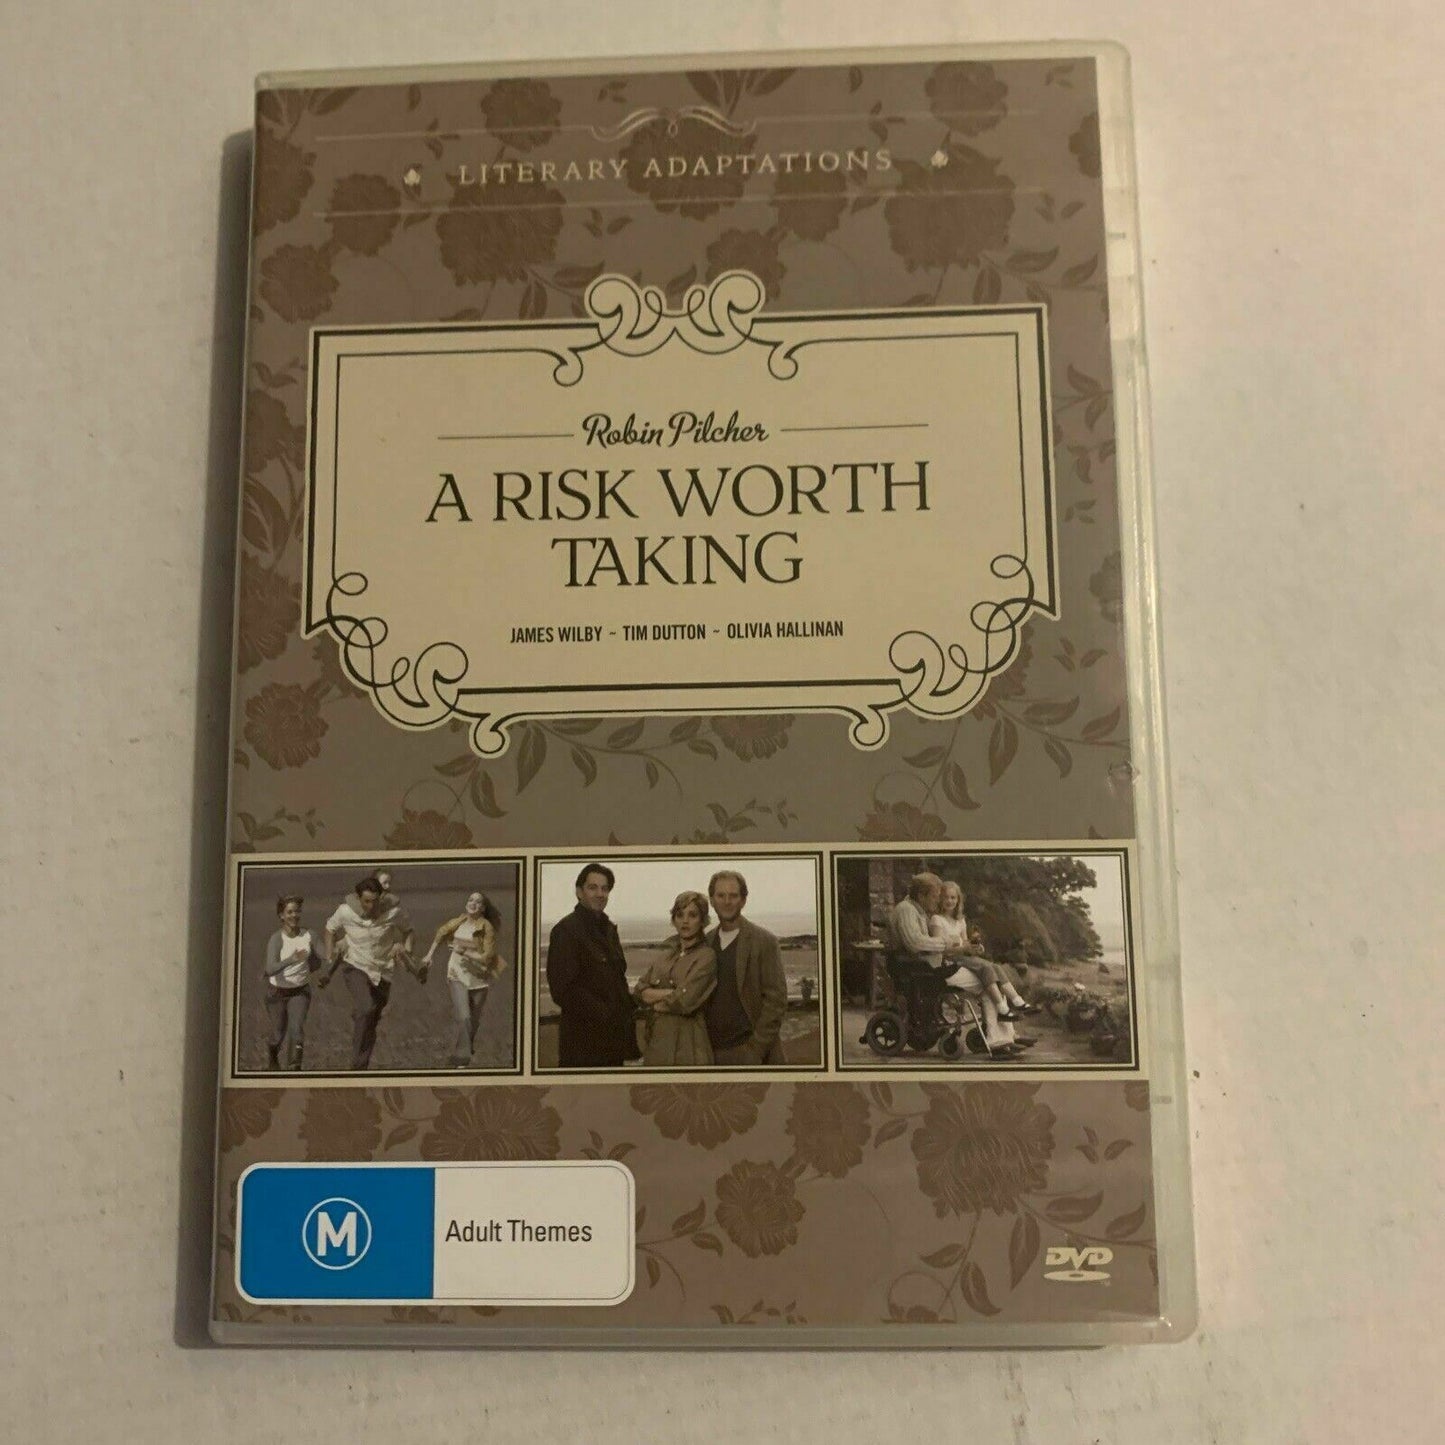 LITERARY ADAPTATIONS
Robin Pilcher
A RISK WORTH
TAKING
JAMES WILBY ~ TIM DUTTON ~ OLIVIA HALLINAN
M Adult Themes
DVD